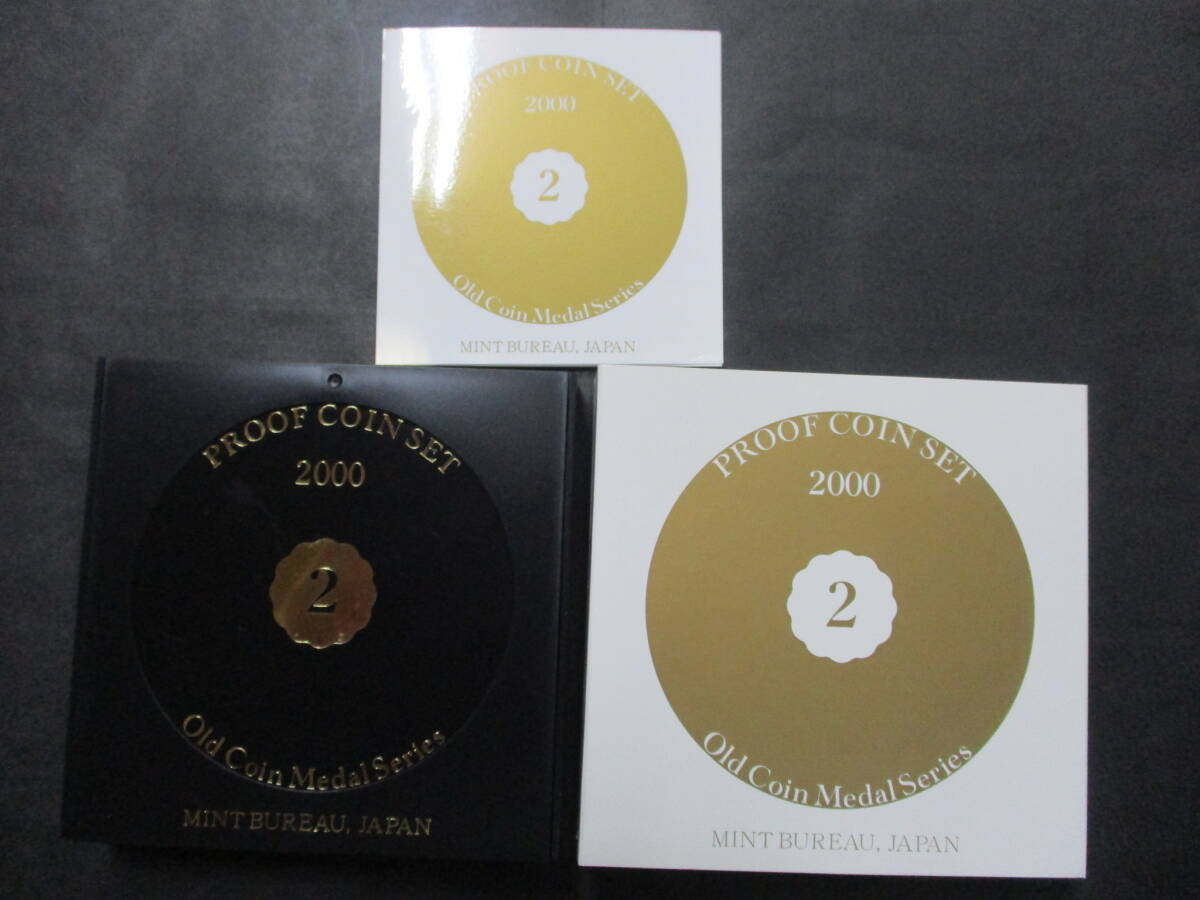 PROOF COIN SET
2000
2
Old Coin Medal Series
MINT BUREAU, JAPAN
PROOF COIN SET
2000
2
Old Coin Medal Series
MINT BUREAU, JAPAN
PROOF COIN SET
2000
2
Old Coin Medal Series
MINT BUREAU, JAPAN